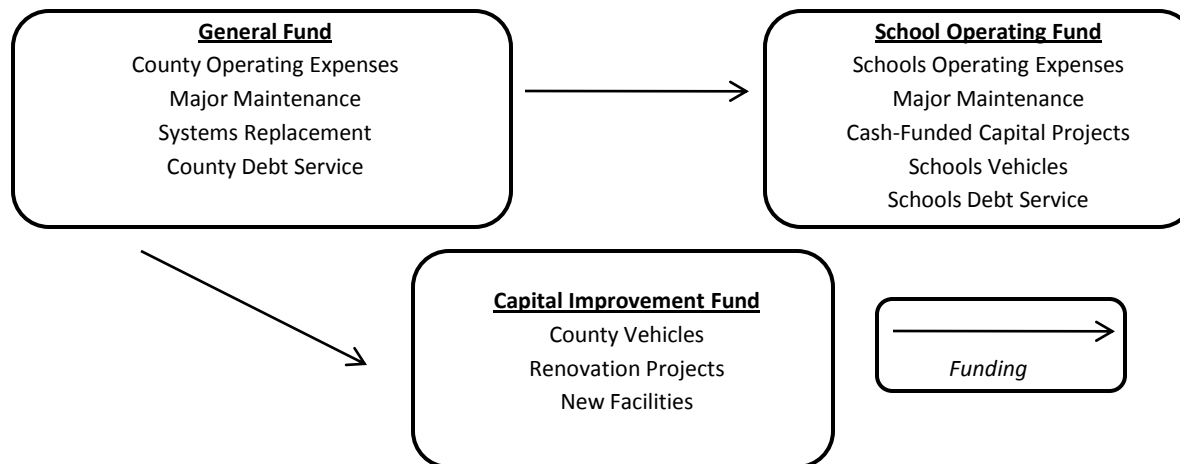 General Fund
County Operating Expenses
Major Maintenance
Systems Replacement
County Debt Service
School Operating Fund
Schools Operating Expenses
Major Maintenance
Cash-Funded Capital Projects
Schools Vehicles
Schools Debt Service
Capital Improvement Fund
County Vehicles
Renovation Projects
New Facilities
Funding